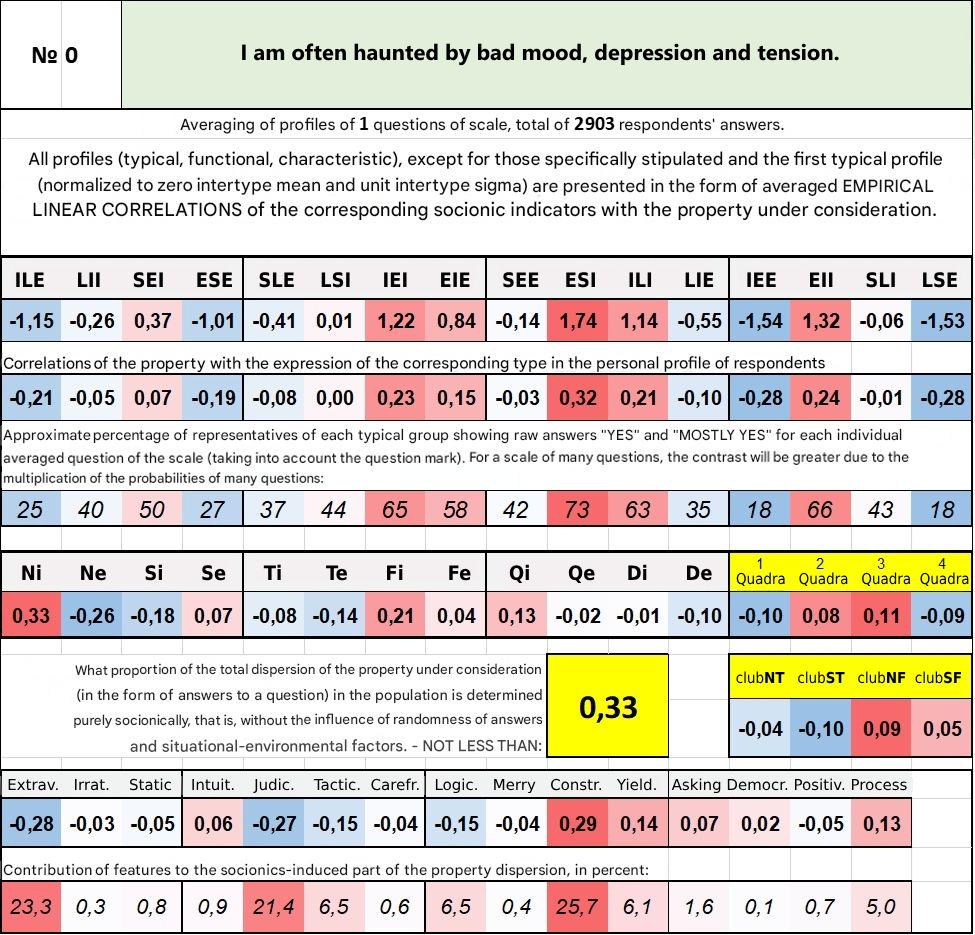 № 0
I am often haunted by bad mood, depression and tension.
Averaging of profiles of 1 questions of scale, total of 2903 respondents' answers.
All profiles (typical, functional, characteristic), except for those specifically stipulated and the first typical profile
(normalized to zero intertype mean and unit intertype sigma) are presented in the form of averaged EMPIRICAL
LINEAR CORRELATIONS of the corresponding socionic indicators with the property under consideration.
ILE LII SEI ESE SLE LSI IEI EIE SEE ESI ILI LIE IEE EII SLI LSE
-1,15 -0,26 0,37 -1,01 -0,41 0,01 1,22 0,84 -0,14 1,74 1,14 -0,55 -1,54 1,32 -0,06 -1,53
Correlations of the property with the expression of the corresponding type in the personal profile of respondents
-0,21 -0,05 0,07 -0,19 -0,08 0,00 0,23 0,15 -0,03 0,32 0,21 -0,10 -0,28 0,24 -0,01 -0,28
Approximate percentage of representatives of each typical group showing raw answers "YES" and "MOSTLY YES" for each individual
averaged question of the scale (taking into account the question mark). For a scale of many questions, the contrast will be greater due to the
multiplication of the probabilities of many questions:
25 40 50 27 37 44 65 58 42 73 63 35 18 66 43 18
Ni Ne Si Se Ti Te Fi Fe Qi Qe Di De 1 Quadra 2 Quadra 3 Quadra 4 Quadra
0,33 -0,26 -0,18 0,07 -0,08 -0,14 0,21 0,04 0,13 -0,02 -0,01 -0,10 -0,10 0,08 0,11 -0,09
What proportion of the total dispersion of the property under consideration
(in the form of answers to a question) in the population is determined
purely socionically, that is, without the influence of randomness of answers
and situational-environmental factors. - NOT LESS THAN:
0,33
clubNT clubST clubNF clubSF
-0,04 -0,10 0,09 0,05
Extrav. Irrat. Static Intuit. Judic. Tactic. Carefr. Logic. Merry Constr. Yield. Asking Democr. Positiv. Process
-0,28 -0,03 -0,05 0,06 -0,27 -0,15 -0,04 -0,15 -0,04 0,29 0,14 0,07 0,02 -0,05 0,13
Contribution of features to the socionics-induced part of the property dispersion, in percent:
23,3 0,3 0,8 0,9 21,4 6,5 0,6 6,5 0,4 25,7 6,1 1,6 0,1 0,7 5,0